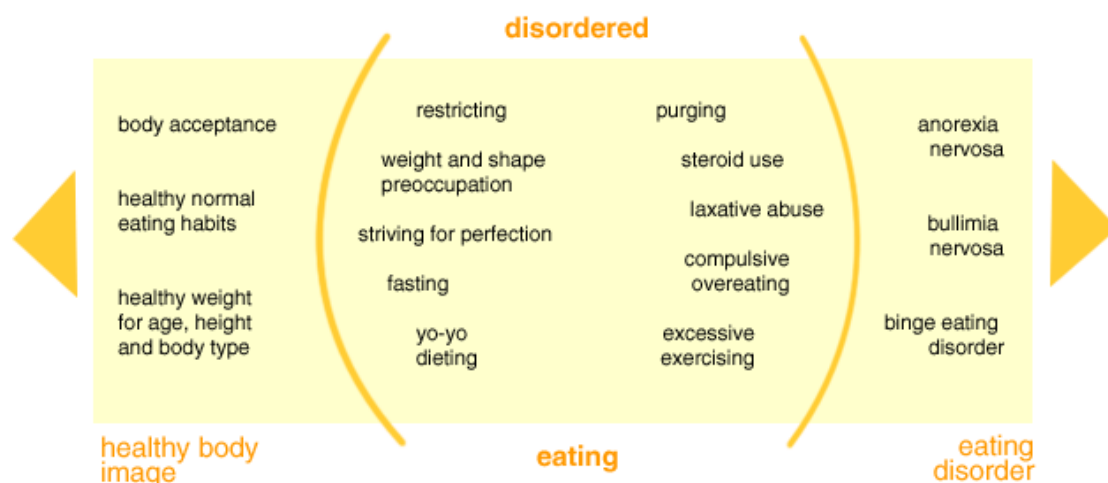 disordered
body acceptance
healthy normal
eating habits
healthy weight
for age, height
and body type
restricting
weight and shape
preoccupation
striving for perfection
fasting
yo-yo
dieting
purging
steroid use
laxative abuse
compulsive
overeating
excessive
exercising
anorexia
nervosa
bullimia
nervosa
binge eating
disorder
healthy body
image
eating
eating
disorder